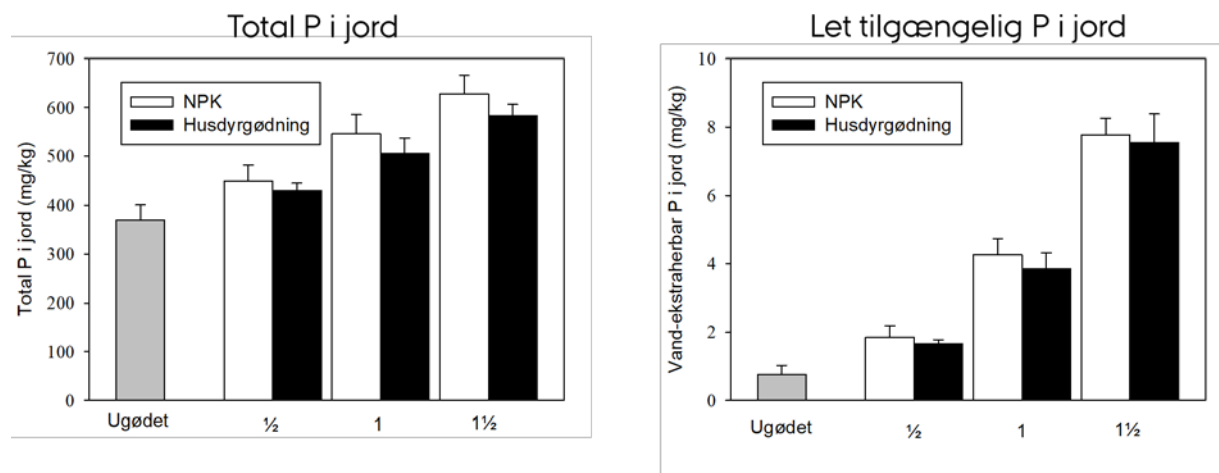 Total P i jord
700
600
500
400
300
200
100
0
Total P i jord (mg/kg)
NPK
Husdyrgødning
Ugødet
½
1
1½
Let tilgængelig P i jord
10
8
6
4
2
0
Vand-ekstraherbar P i jord (mg/kg)
NPK
Husdyrgødning
Ugødet
½
1
1½